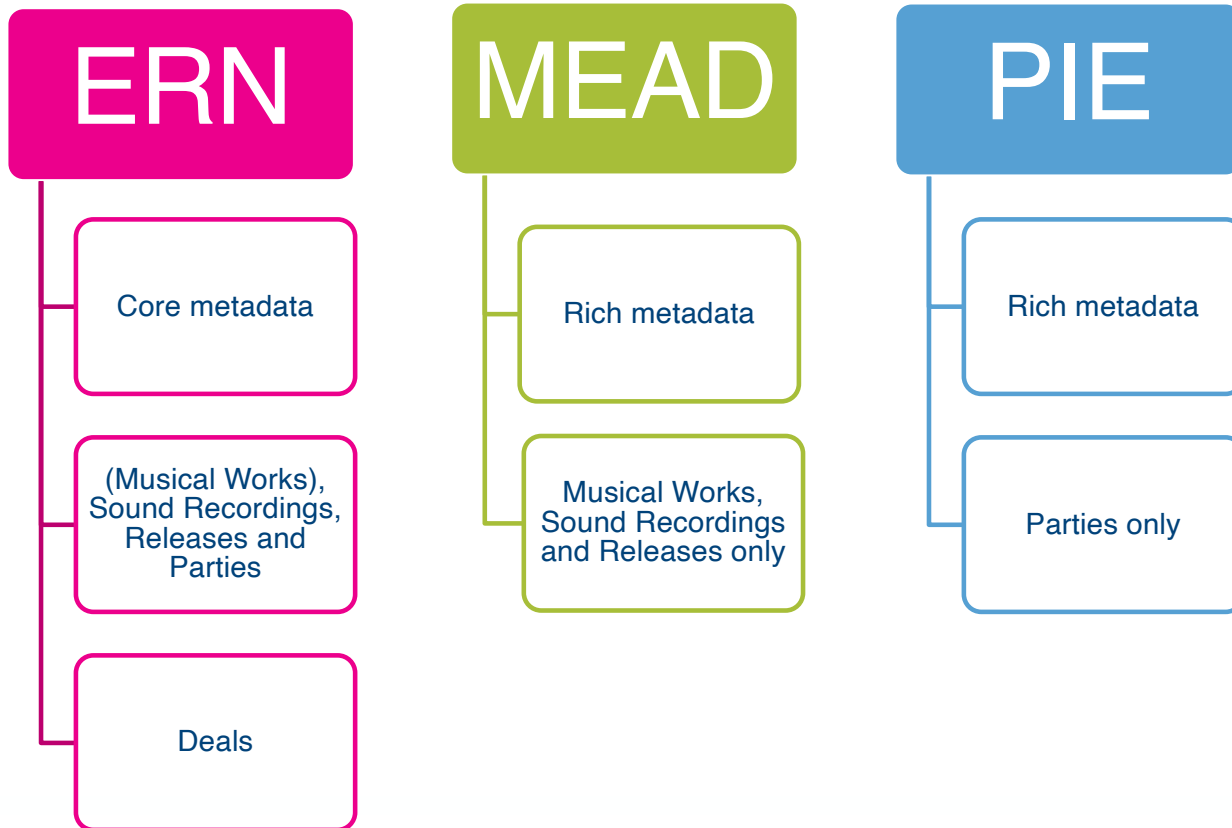 ERN
Core metadata
(Musical Works),
Sound Recordings,
Releases and
Parties
Deals
MEAD
Rich metadata
Musical Works,
Sound Recordings
and Releases only
PIE
Rich metadata
Parties only